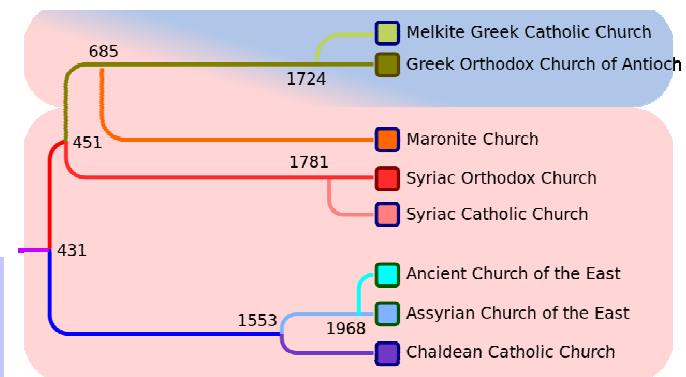 Melkite Greek Catholic Church
685
Greek Orthodox Church of Antioch
1724
Maronite Church
451
1781
Syriac Orthodox Church
Syriac Catholic Church
431
Ancient Church of the East
Assyrian Church of the East
1553
1968
Chaldean Catholic Church